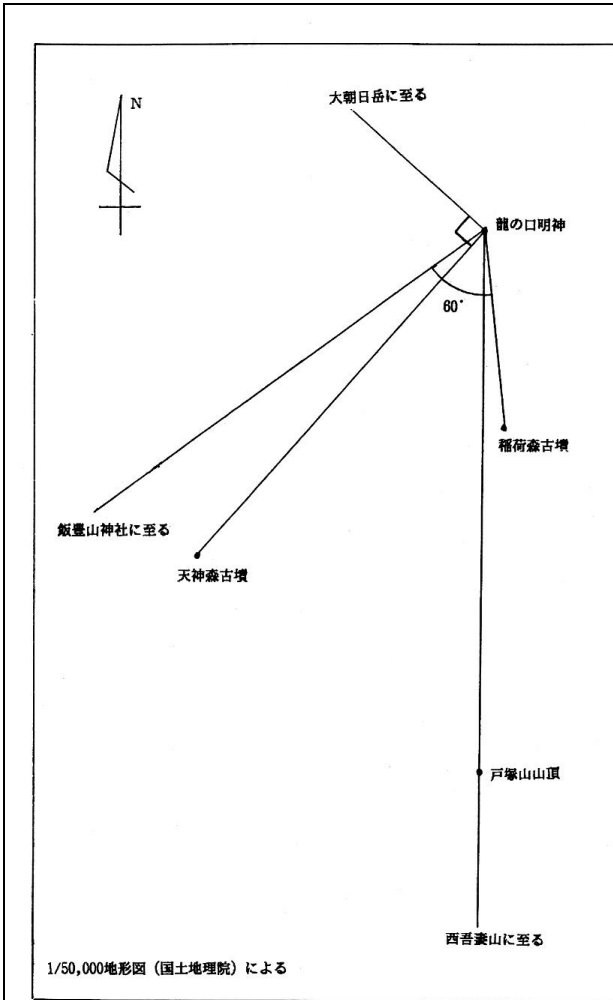 大朝日岳に至る
N
龍の口明神
60°
稲荷森古墳
飯豊山神社に至る
天神森古墳
戸塚山山頂
西吾妻山に至る
1/50,000地形図（国土地理院）による